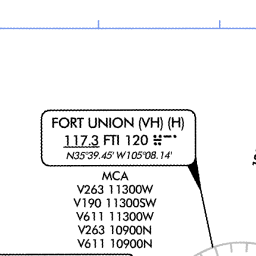 FORT UNION (VH) (H)
117.3 FTI 120
N35°39.45' W105°08.14'
MCA
V263 11300W
V190 11300SW
V611 11300W
V263 10900N
V611 10900N